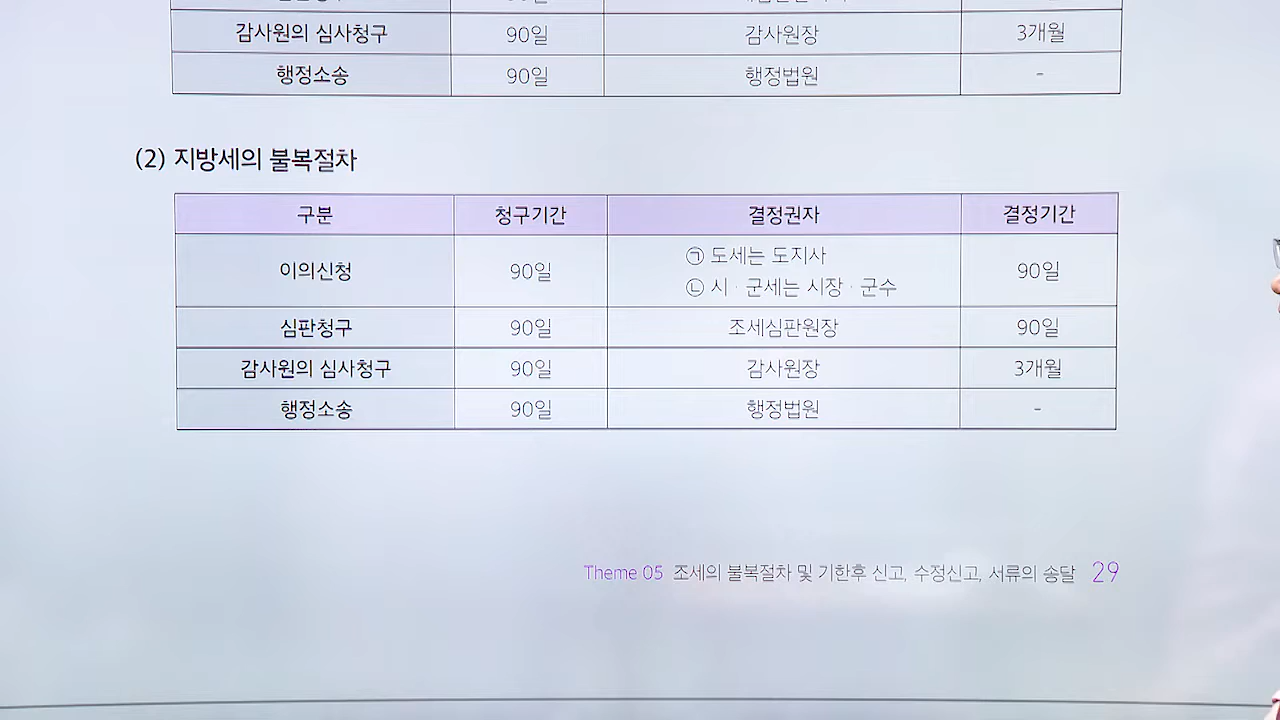 감사원의 심사청구 90일 감사원장 3개월
행정소송 90일 행정법원 -
(2) 지방세의 불복절차
구분 청구기간 결정권자 결정기간
이의신청 90일 ㉠ 도세는 도지사 90일
㉡ 시·군세는 시장·군수
심판청구 90일 조세심판원장 90일
감사원의 심사청구 90일 감사원장 3개월
행정소송 90일 행정법원 -
Theme 05 조세의 불복절차 및 기한후 신고, 수정신고, 서류의 송달 29